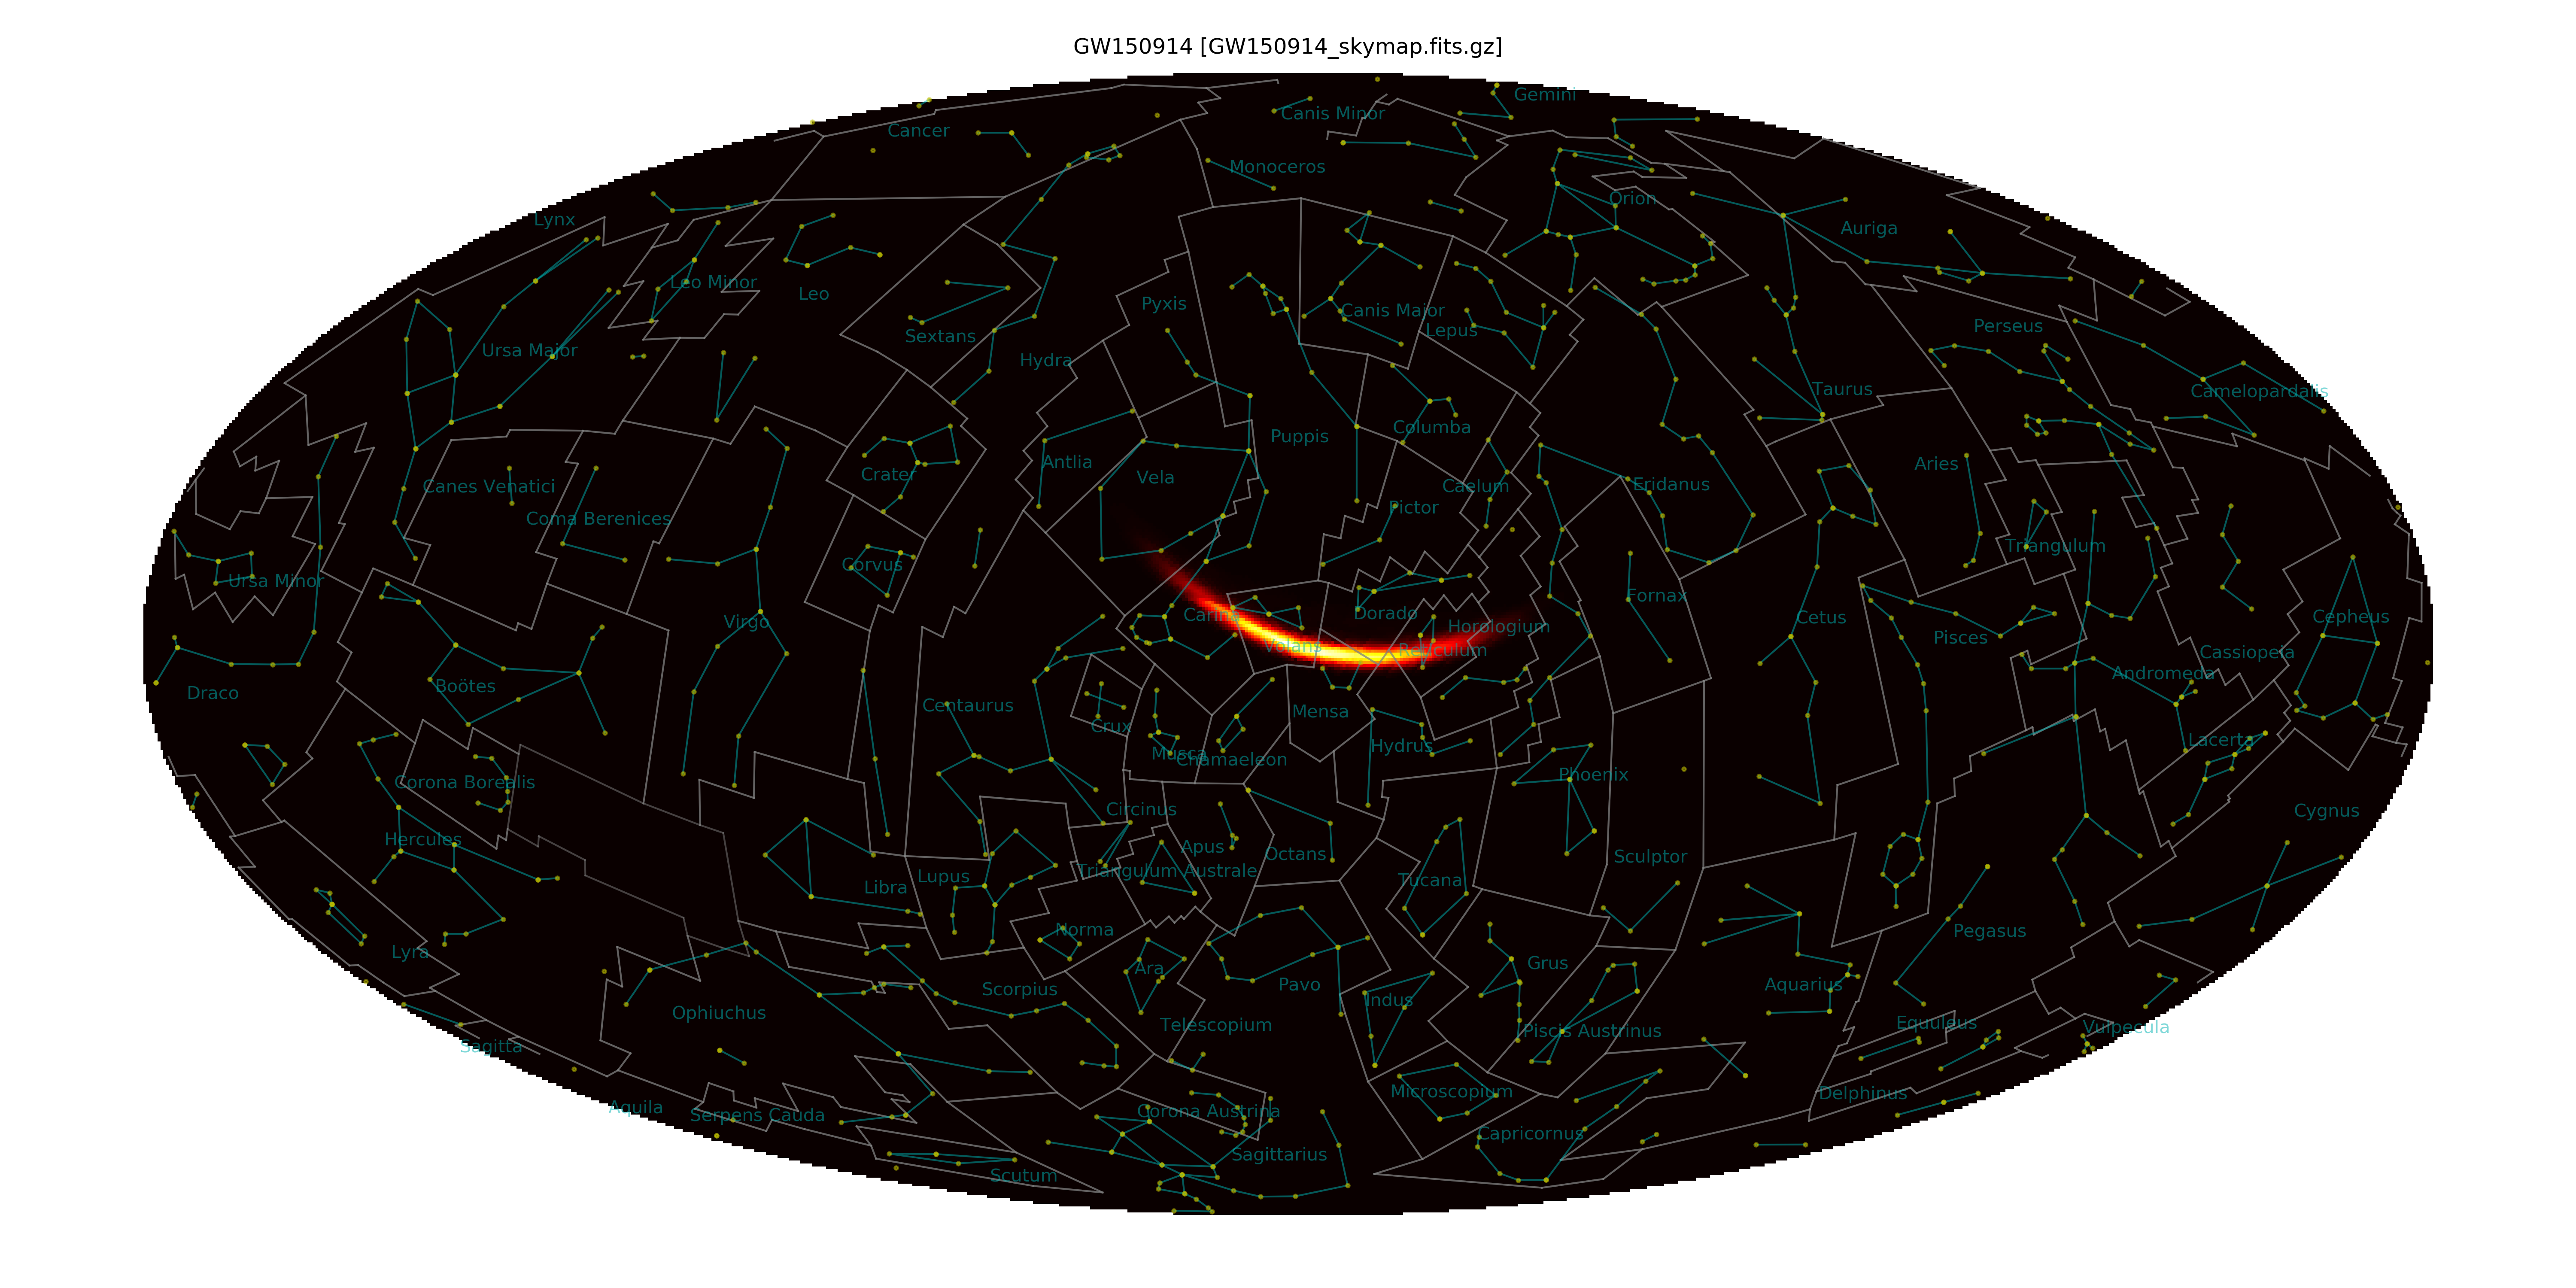 GW150914 [GW150914_skymap.fits.gz]
Gemini
Canis Minor
Cancer
Monoceros
Orion
Lynx
Auriga
Leo Minor
Leo
Pyxis
Canis Major
Perseus
Lepus
Sextans
Ursa Major
Hydra
Taurus
Camelopardalis
Columba
Puppis
Antlia
Aries
Crater
Vela
Eridanus
Canes Venatici
Caelum
Pictor
Coma Berenices
Triangulum
Corvus
Ursa Minor
Fornax
Dorado
Carina
Cetus
Cepheus
Virgo
Horologium
Pisces
Volans
Reticulum
Cassiopeia
Andromeda
Boötes
Draco
Centaurus
Mensa
Crux
Lacerta
Hydrus
Musca
Chamaeleon
Phoenix
Corona Borealis
Circinus
Cygnus
Hercules
Apus
Octans
Sculptor
Triangulum Australe
Lupus
Tucana
Libra
Norma
Pegasus
Lyra
Grus
Ara
Pavo
Aquarius
Scorpius
Indus
Ophiuchus
Telescopium
Equuleus
Vulpecula
Piscis Austrinus
Sagitta
Microscopium
Delphinus
Aquila
Corona Austrina
Serpens Cauda
Capricornus
Sagittarius
Scutum